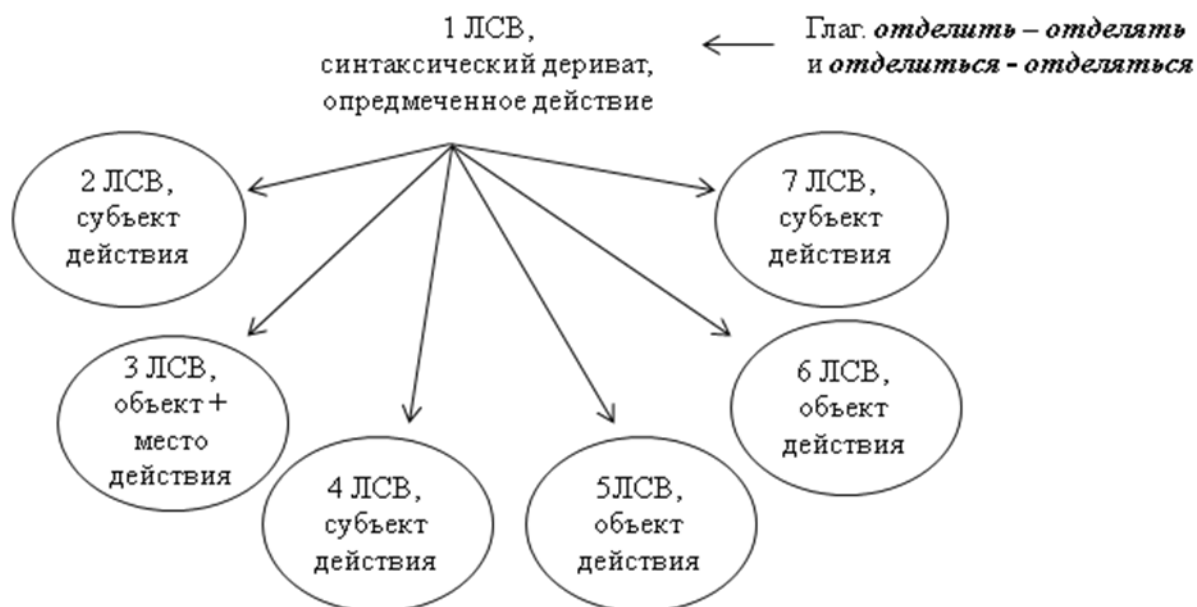 1 ЛСВ,
синтаксический дериват,
опредмеченное действие
Глаг. отделить – отделять
и отделиться - отделяться
2 ЛСВ,
субъект
действия
3 ЛСВ,
объект +
место
действия
4 ЛСВ,
субъект
действия
5ЛСВ,
объект
действия
6 ЛСВ,
объект
действия
7 ЛСВ,
субъект
действия